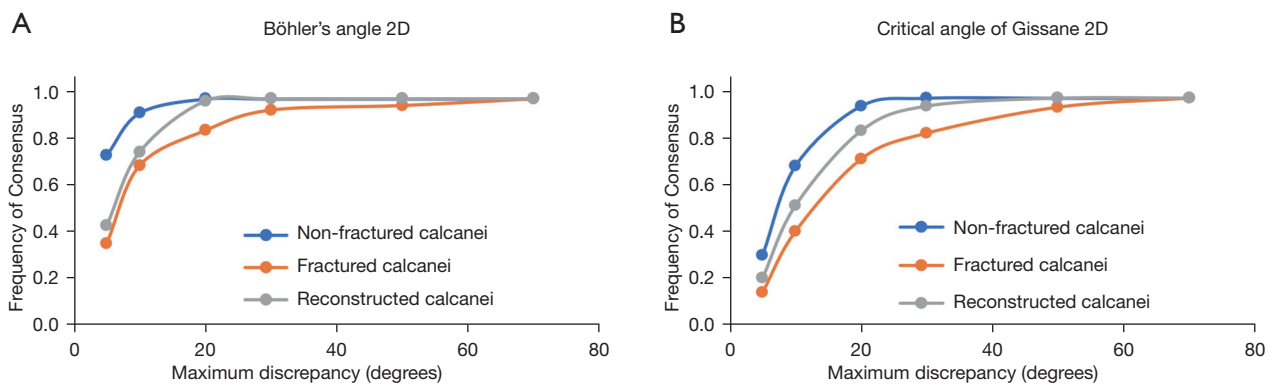 A
Böhler’s angle 2D
Frequency of Consensus
1.0
0.8
0.6
0.4
0.2
0.0
Non-fractured calcanei
Fractured calcanei
Reconstructed calcanei
0 20 40 60 80
Maximum discrepancy (degrees)
B
Critical angle of Gissane 2D
Frequency of Consensus
1.0
0.8
0.6
0.4
0.2
0.0
Non-fractured calcanei
Fractured calcanei
Reconstructed calcanei
0 20 40 60 80
Maximum discrepancy (degrees)